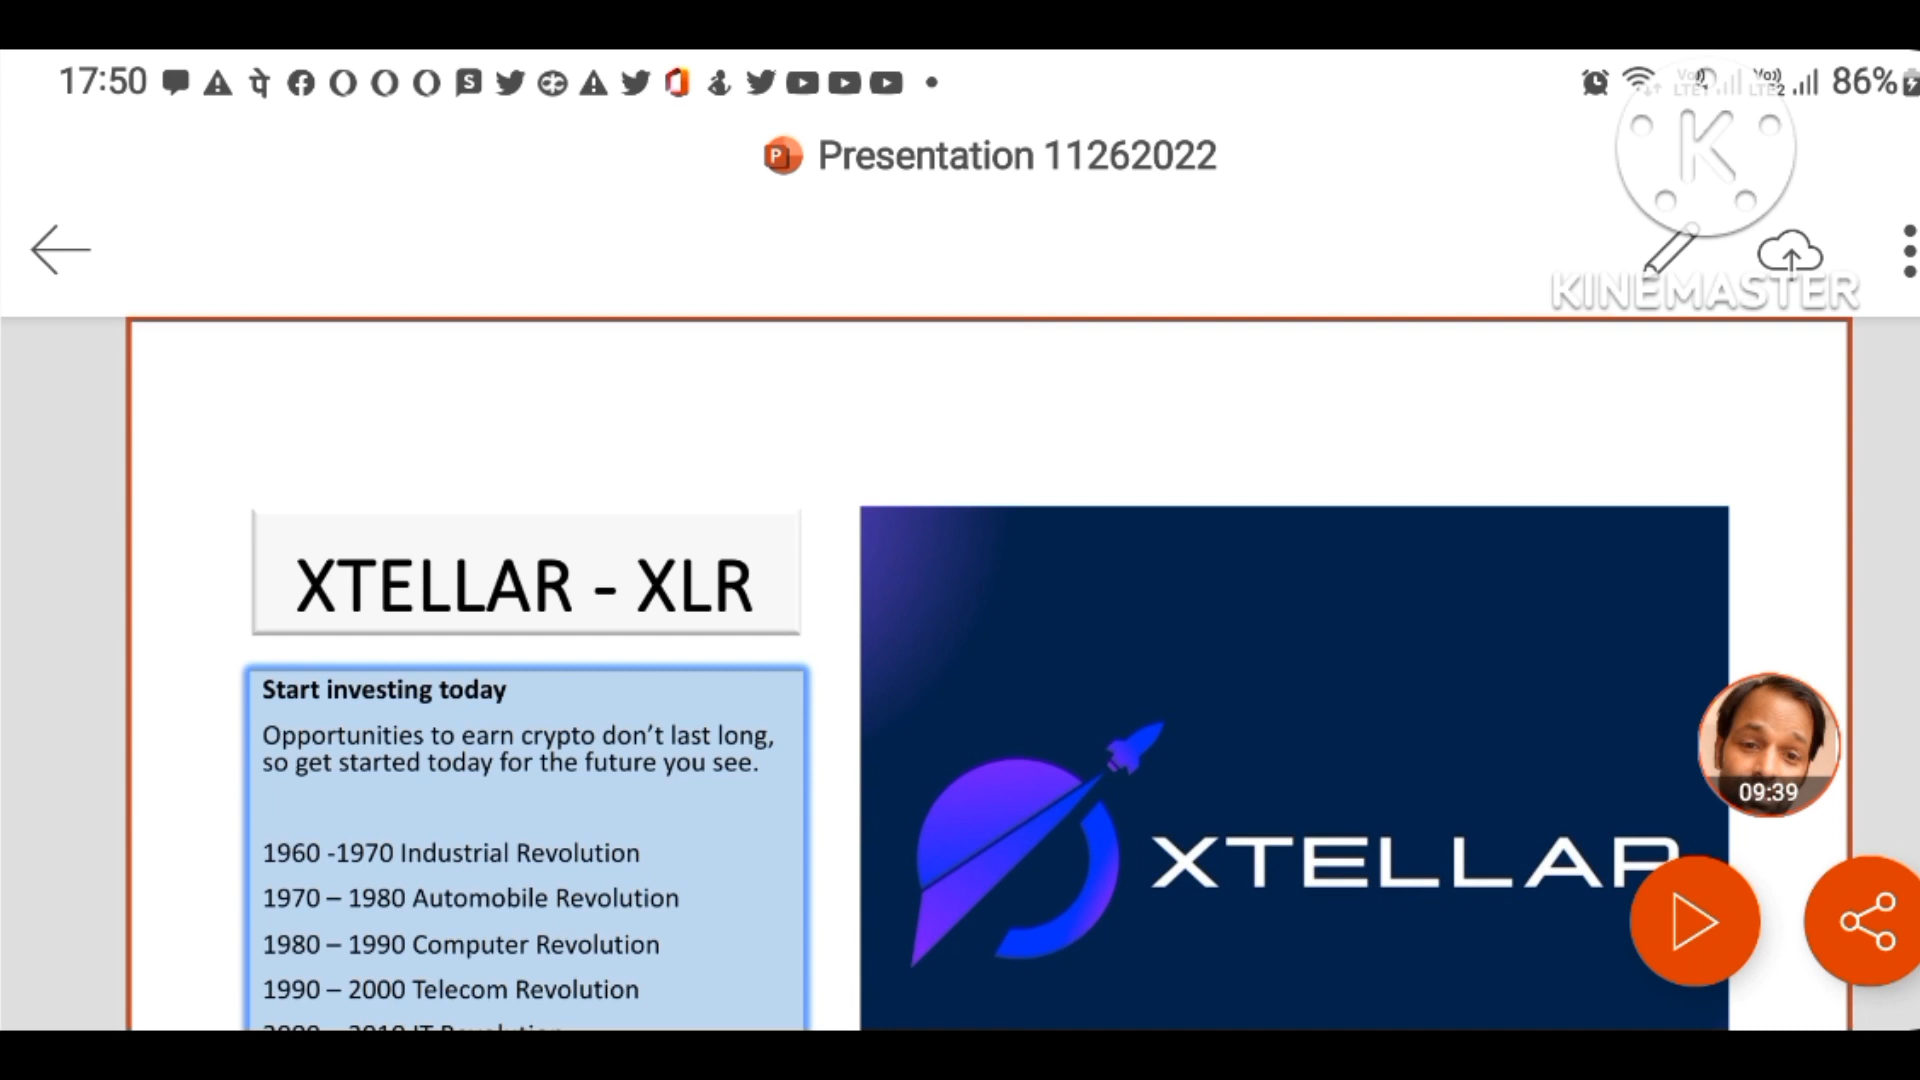 17:50
86%
Presentation 11262022
KINEMASTER
XTELLAR - XLR
Start investing today
Opportunities to earn crypto don't last long,
so get started today for the future you see.
1960 -1970 Industrial Revolution
1970 – 1980 Automobile Revolution
1980 – 1990 Computer Revolution
1990 – 2000 Telecom Revolution
XTELLAR
09:39